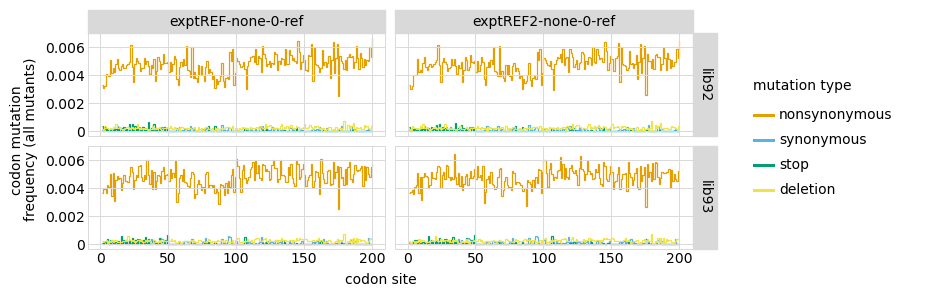 exptREF-none-0-ref
exptREF2-none-0-ref
codon mutation
frequency (all mutants)
0.006
0.004
0.002
0
lib92
0.006
0.004
0.002
0
lib93
0 50 100 150 200
0 50 100 150 200
codon site
mutation type
nonsynonymous
synonymous
stop
deletion